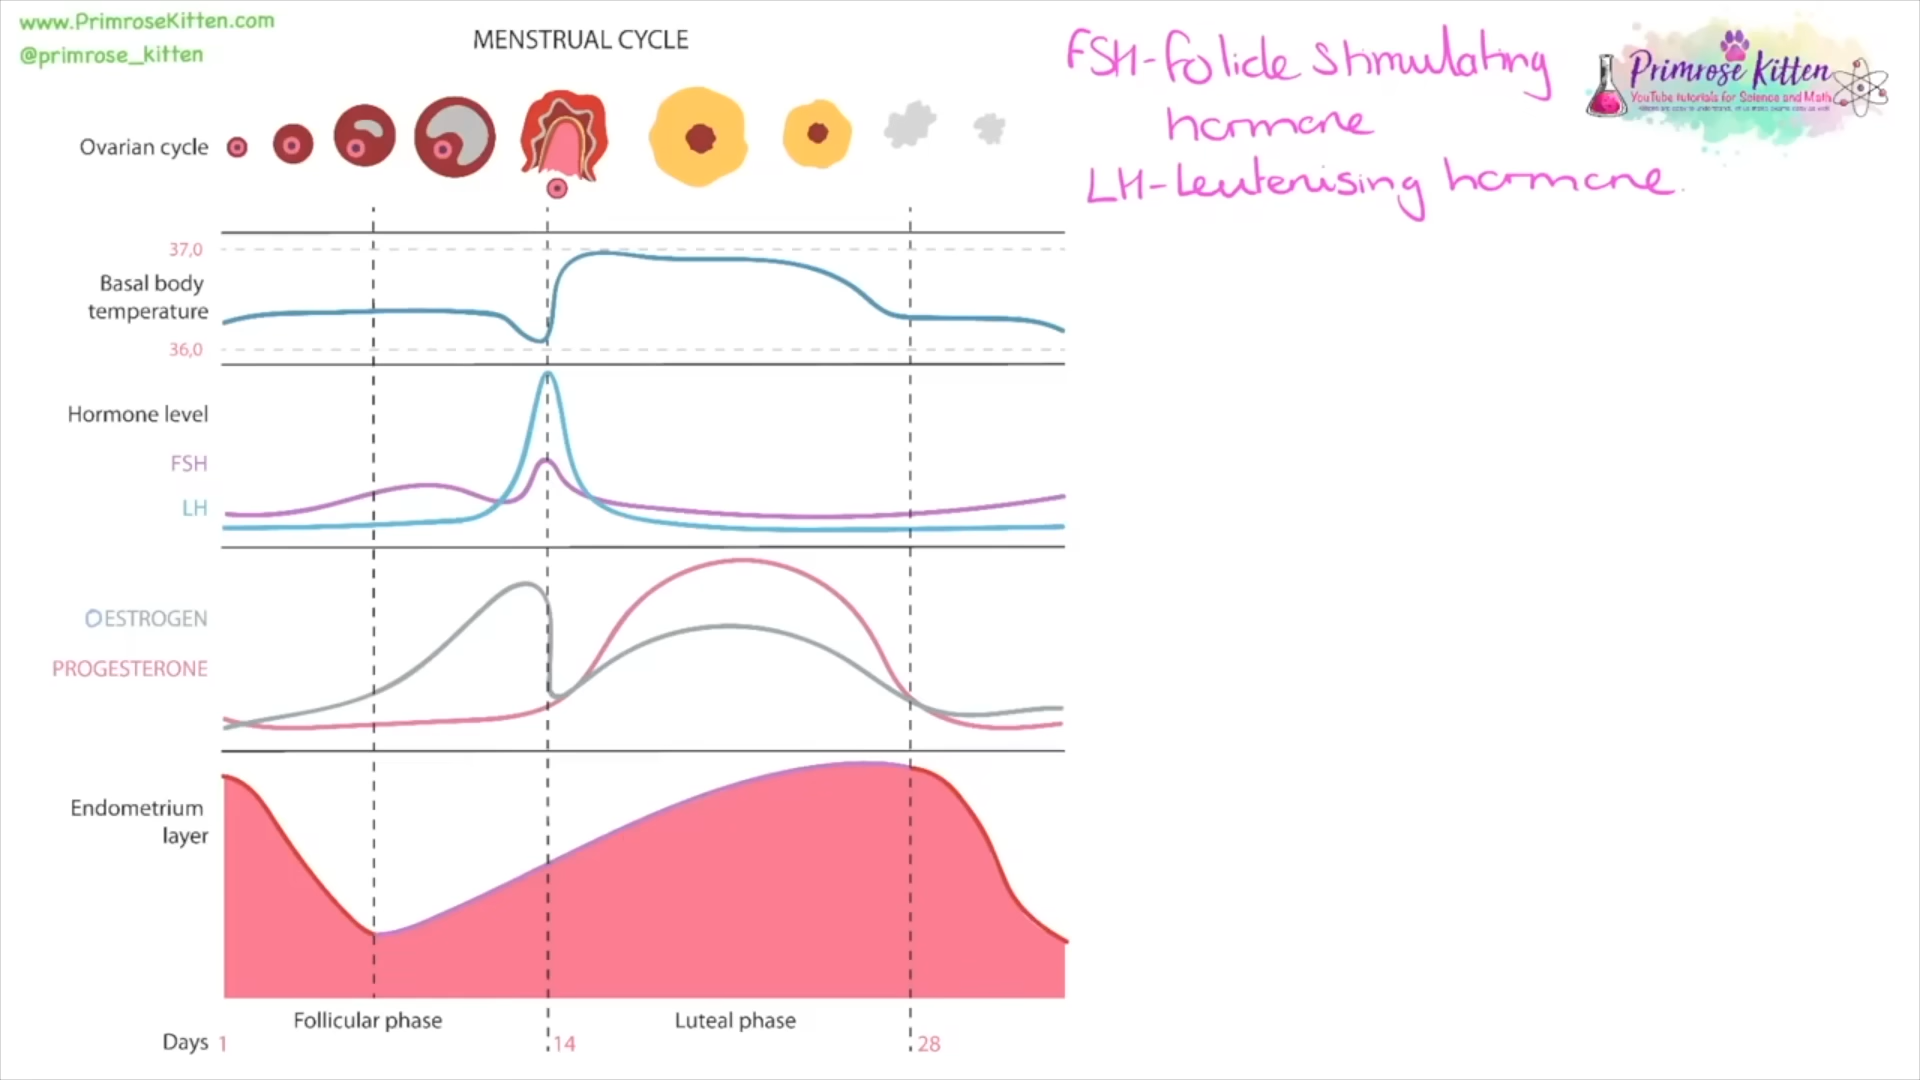 www.PrimroseKitten.com
@primrose_kitten
MENSTRUAL CYCLE
FSH-folicle stimulating
hormone
LH-leuterising hormone.
Primrose Kitten
YouTube tutorials for Science and Math
Ovarian cycle
37,0
Basal body
temperature
36,0
Hormone level
FSH
LH
OESTROGEN
PROGESTERONE
Endometrium
layer
Follicular phase
Luteal phase
Days 1
14
28